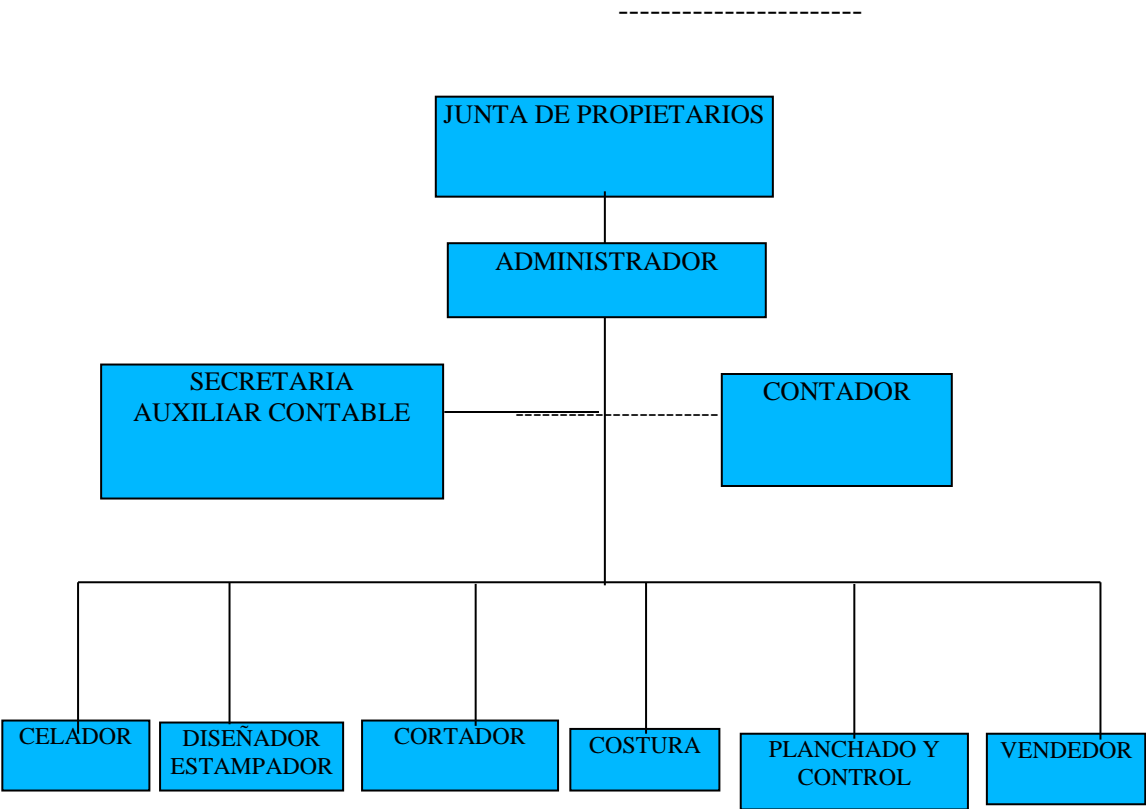 JUNTA DE PROPIETARIOS
ADMINISTRADOR
SECRETARIA
AUXILIAR CONTABLE
CONTADOR
CELADOR
DISEÑADOR
ESTAMPADOR
CORTADOR
COSTURA
PLANCHADO Y
CONTROL
VENDEDOR